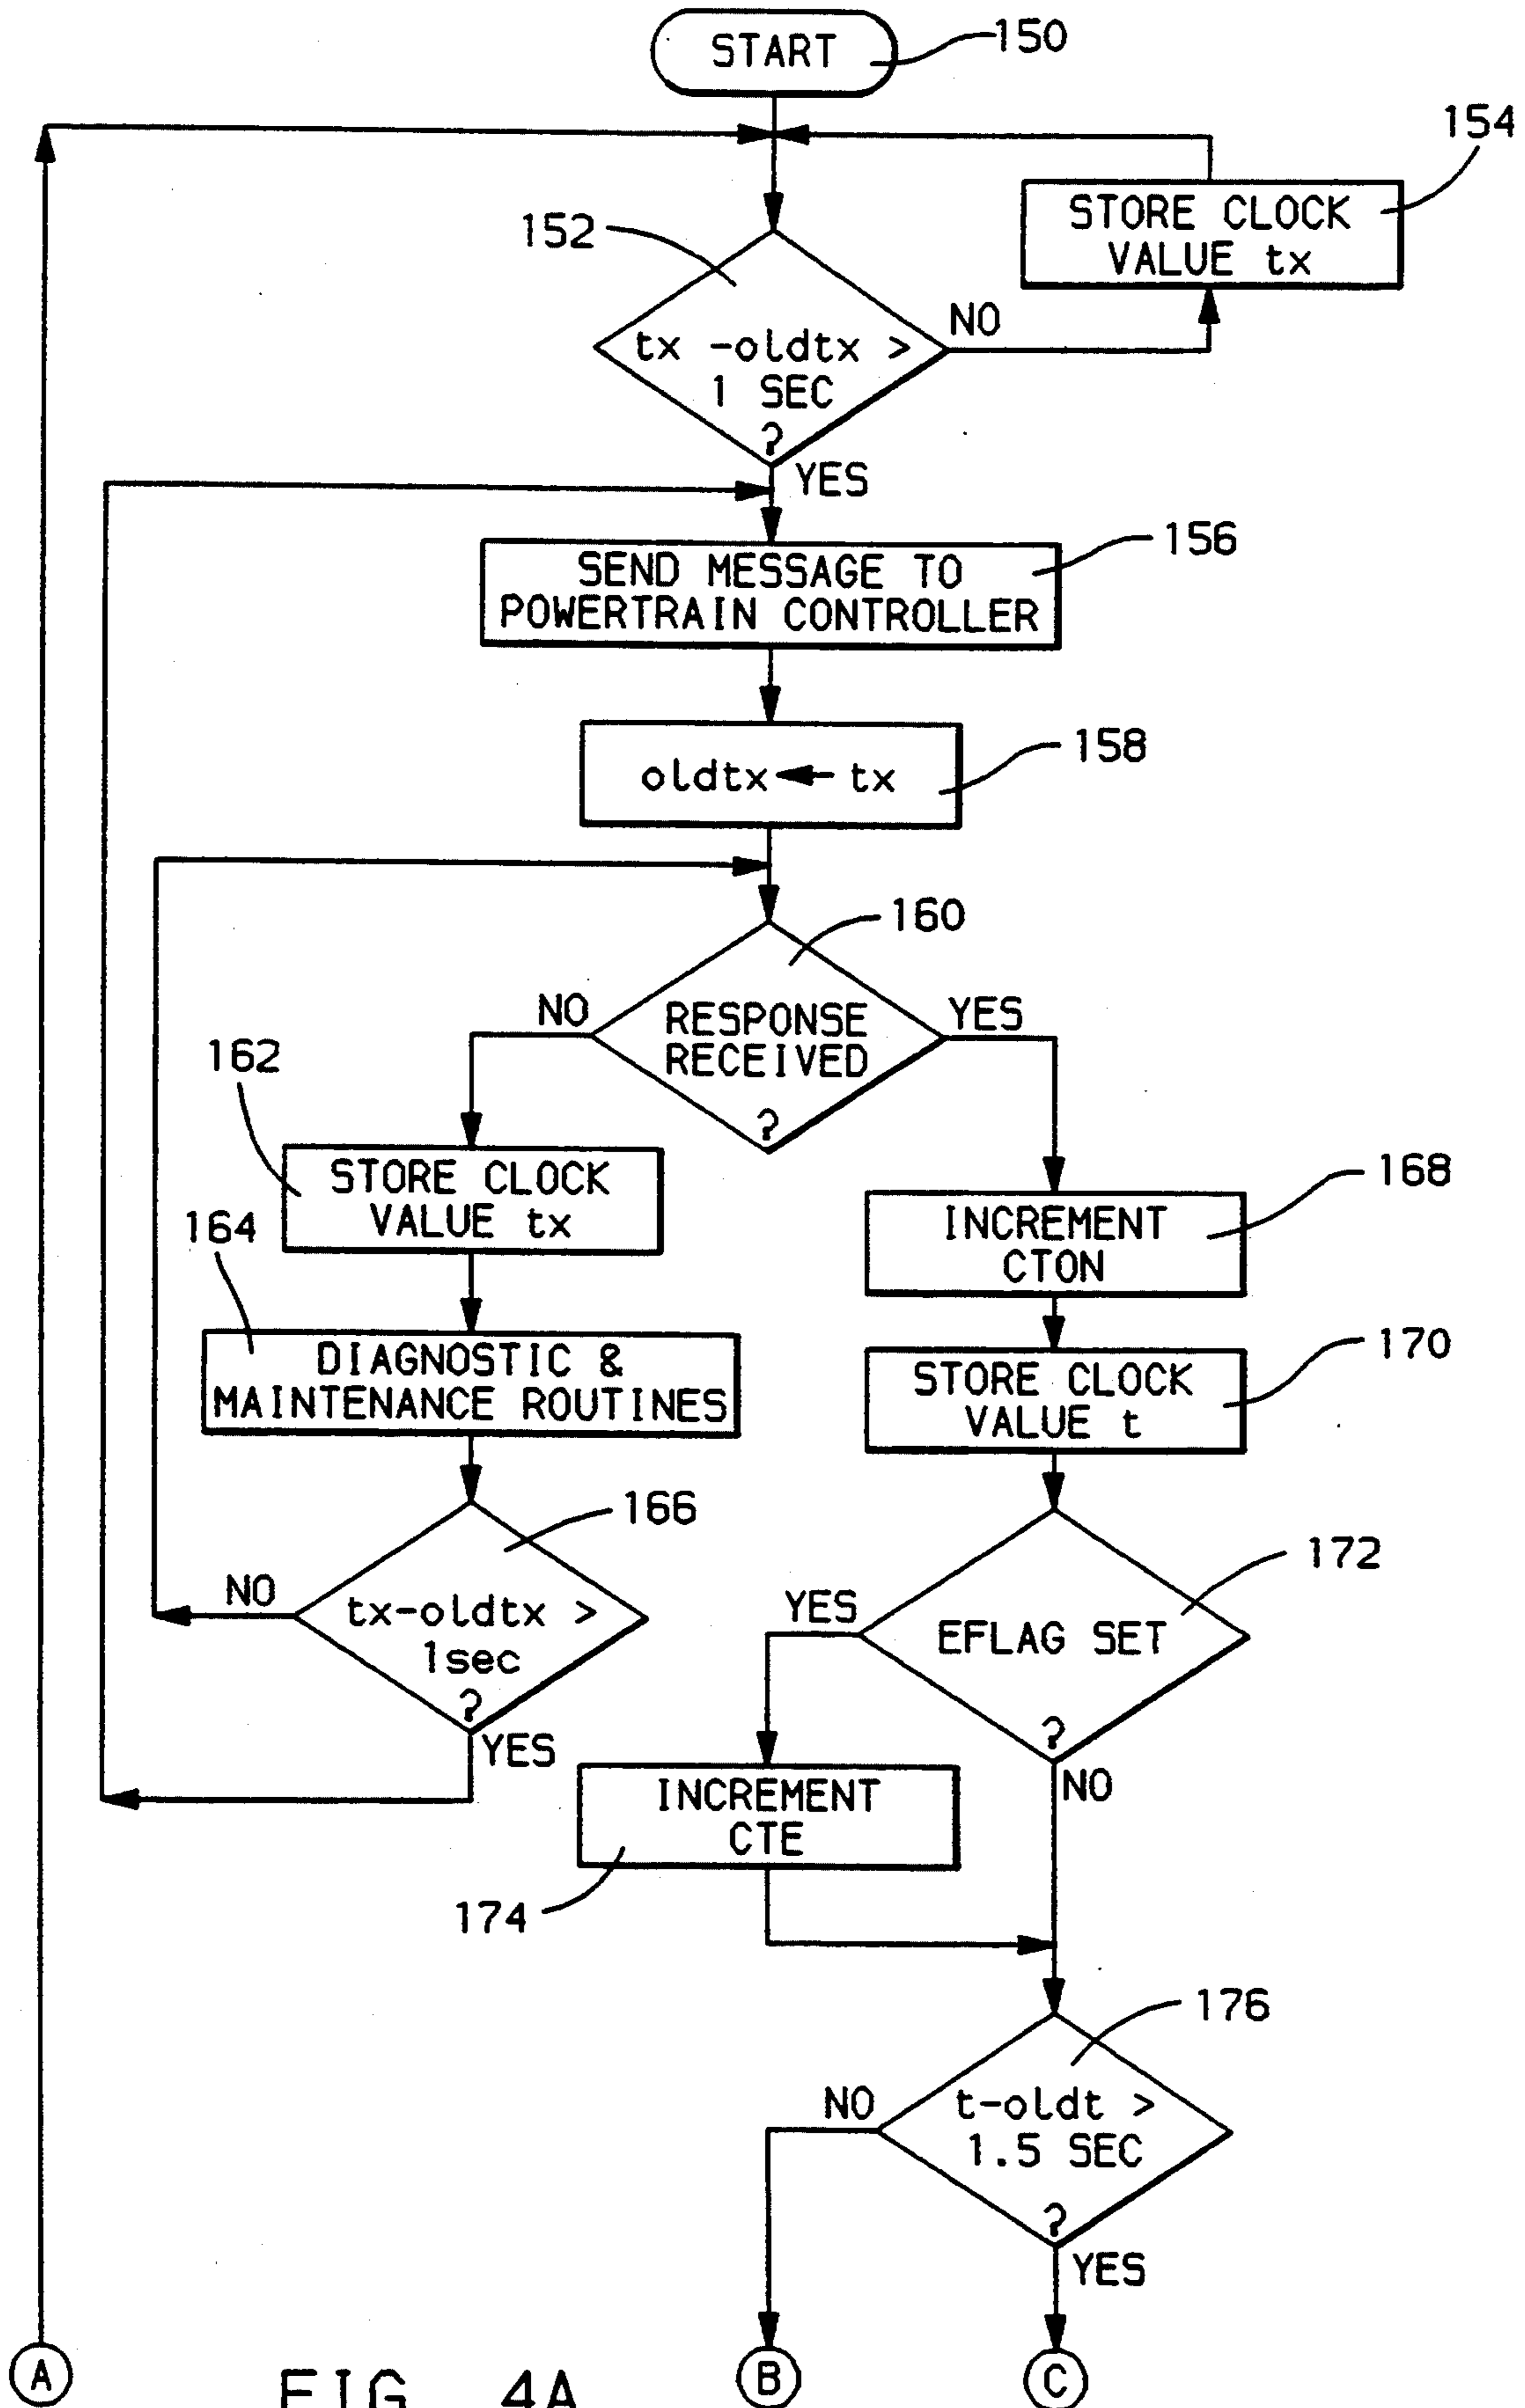 START
150
154
STORE CLOCK
VALUE tx
152
tx -oldtx >
1 SEC
?
NO
YES
156
SEND MESSAGE TO
POWERTRAIN CONTROLLER
158
oldtx ← tx
160
NO
RESPONSE
RECEIVED
?
YES
162
STORE CLOCK
VALUE tx
168
INCREMENT
CTON
164
DIAGNOSTIC &
MAINTENANCE ROUTINES
170
STORE CLOCK
VALUE t
166
NO
tx-oldtx >
1sec
?
YES
172
YES
EFLAG SET
?
NO
INCREMENT
CTE
174
176
NO
t-oldt >
1.5 SEC
?
YES
A
B
C
FIG. 4A